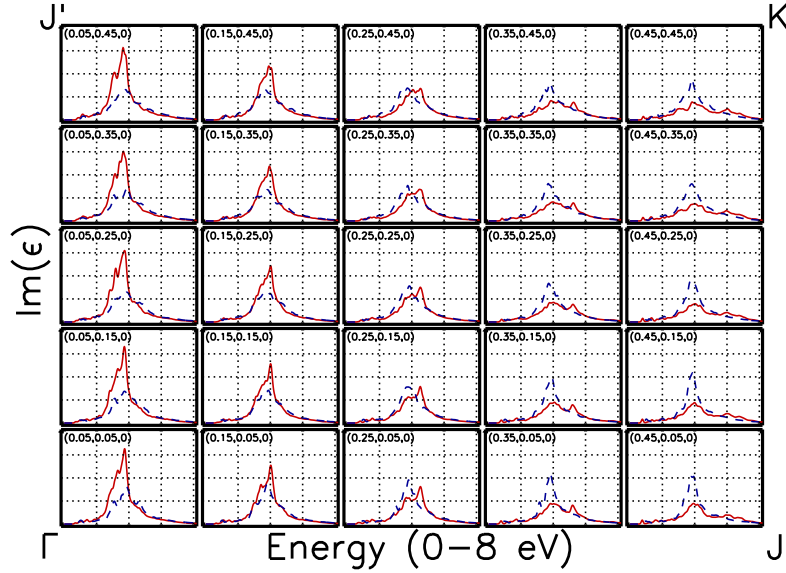 J' K
(0.05,0.45,0) (0.15,0.45,0) (0.25,0.45,0) (0.35,0.45,0) (0.45,0.45,0)
(0.05,0.35,0) (0.15,0.35,0) (0.25,0.35,0) (0.35,0.35,0) (0.45,0.35,0)
(0.05,0.25,0) (0.15,0.25,0) (0.25,0.25,0) (0.35,0.25,0) (0.45,0.25,0)
Im(ϵ)
(0.05,0.15,0) (0.15,0.15,0) (0.25,0.15,0) (0.35,0.15,0) (0.45,0.15,0)
(0.05,0.05,0) (0.15,0.05,0) (0.25,0.05,0) (0.35,0.05,0) (0.45,0.05,0)
Γ Energy (0−8 eV) J